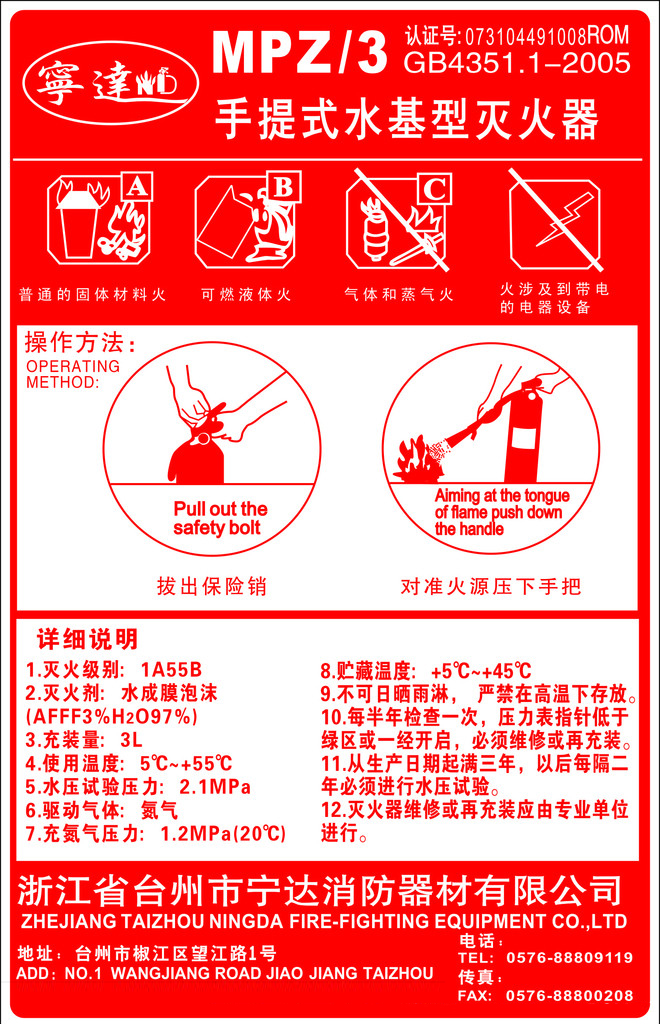 寧達
MPZ/3
认证号:073104491008ROM
GB4351.1-2005
手提式水基型灭火器
A
B
C
普通的固体材料火
可燃液体火
气体和蒸气火
火涉及到带电
的电器设备
操作方法：
OPERATING
METHOD:
Pull out the
safety bolt
Aiming at the tongue
of flame push down
the handle
拔出保险销
对准火源压下手把
详细说明
1.灭火级别: 1A55B
2.灭火剂: 水成膜泡沫
(AFFF3%H2O97%)
3.充装量: 3L
4.使用温度: 5℃~+55℃
5.水压试验压力: 2.1MPa
6.驱动气体: 氮气
7.充氮气压力: 1.2MPa(20℃)
8.贮藏温度: +5℃~+45℃
9.不可日晒雨淋，严禁在高温下存放。
10.每半年检查一次，压力表指针低于
绿区或一经开启，必须维修或再充装。
11.从生产日期起满三年，以后每隔二
年必须进行水压试验。
12.灭火器维修或再充装应由专业单位
进行。
浙江省台州市宁达消防器材有限公司
ZHEJIANG TAIZHOU NINGDA FIRE-FIGHTING EQUIPMENT CO.,LTD
地址：台州市椒江区望江路1号
ADD: NO.1 WANGJIANG ROAD JIAO JIANG TAIZHOU
电话：
TEL: 0576-88809119
传真：
FAX: 0576-88800208